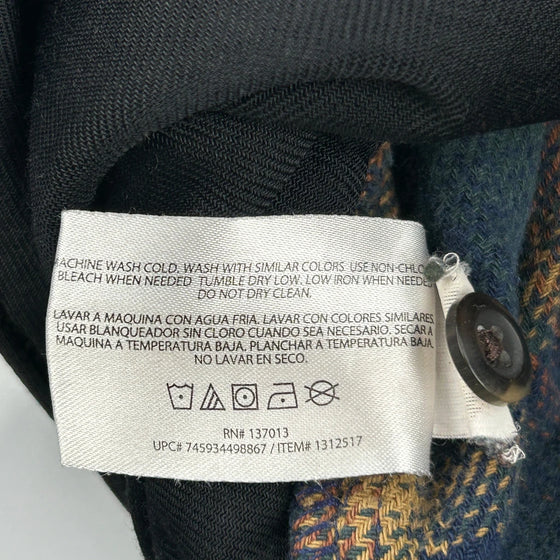 MACHINE WASH COLD. WASH WITH SIMILAR COLORS USE NON-CHLO
BLEACH WHEN NEEDED TUMBLE DRY LOW. LOW IRON WHEN NEEDED
DO NOT DRY CLEAN.
LAVAR A MAQUINA CON AGUA FRIA, LAVAR CON COLORES SIMILARES.
USAR BLANQUEADOR SIN CLORO CUANDO SEA NECESARIO. SECAR A
MAQUINA A TEMPERATURA BAJA, PLANCHAR A TEMPERATURA BAJA,
NO LAVAR EN SECO.
RN# 137013
UPC# 745934498867 / ITEM# 1312517